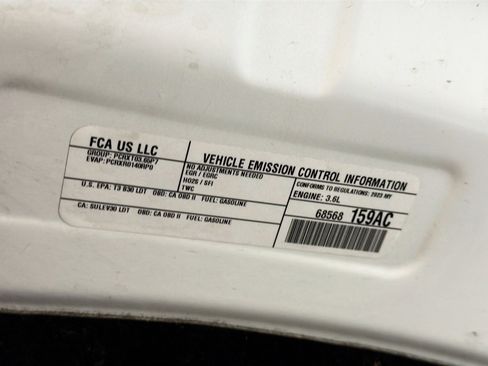 FCA US LLC
GROUP: PCRXT03.65P7
EVAP: PCRXR0140RP0
VEHICLE EMISSION CONTROL INFORMATION
NO ADJUSTMENTS NEEDED
EGR / EGRC
HO2S / SFI
TWC
CONFORMS TO REGULATIONS: 2023 MY
ENGINE: 3.6L
U.S. EPA: T3 B30 LDT OBD: CA OBD II FUEL: GASOLINE
CA: SULEV30 LDT OBD: CA OBD II FUEL: GASOLINE
68568 159AC